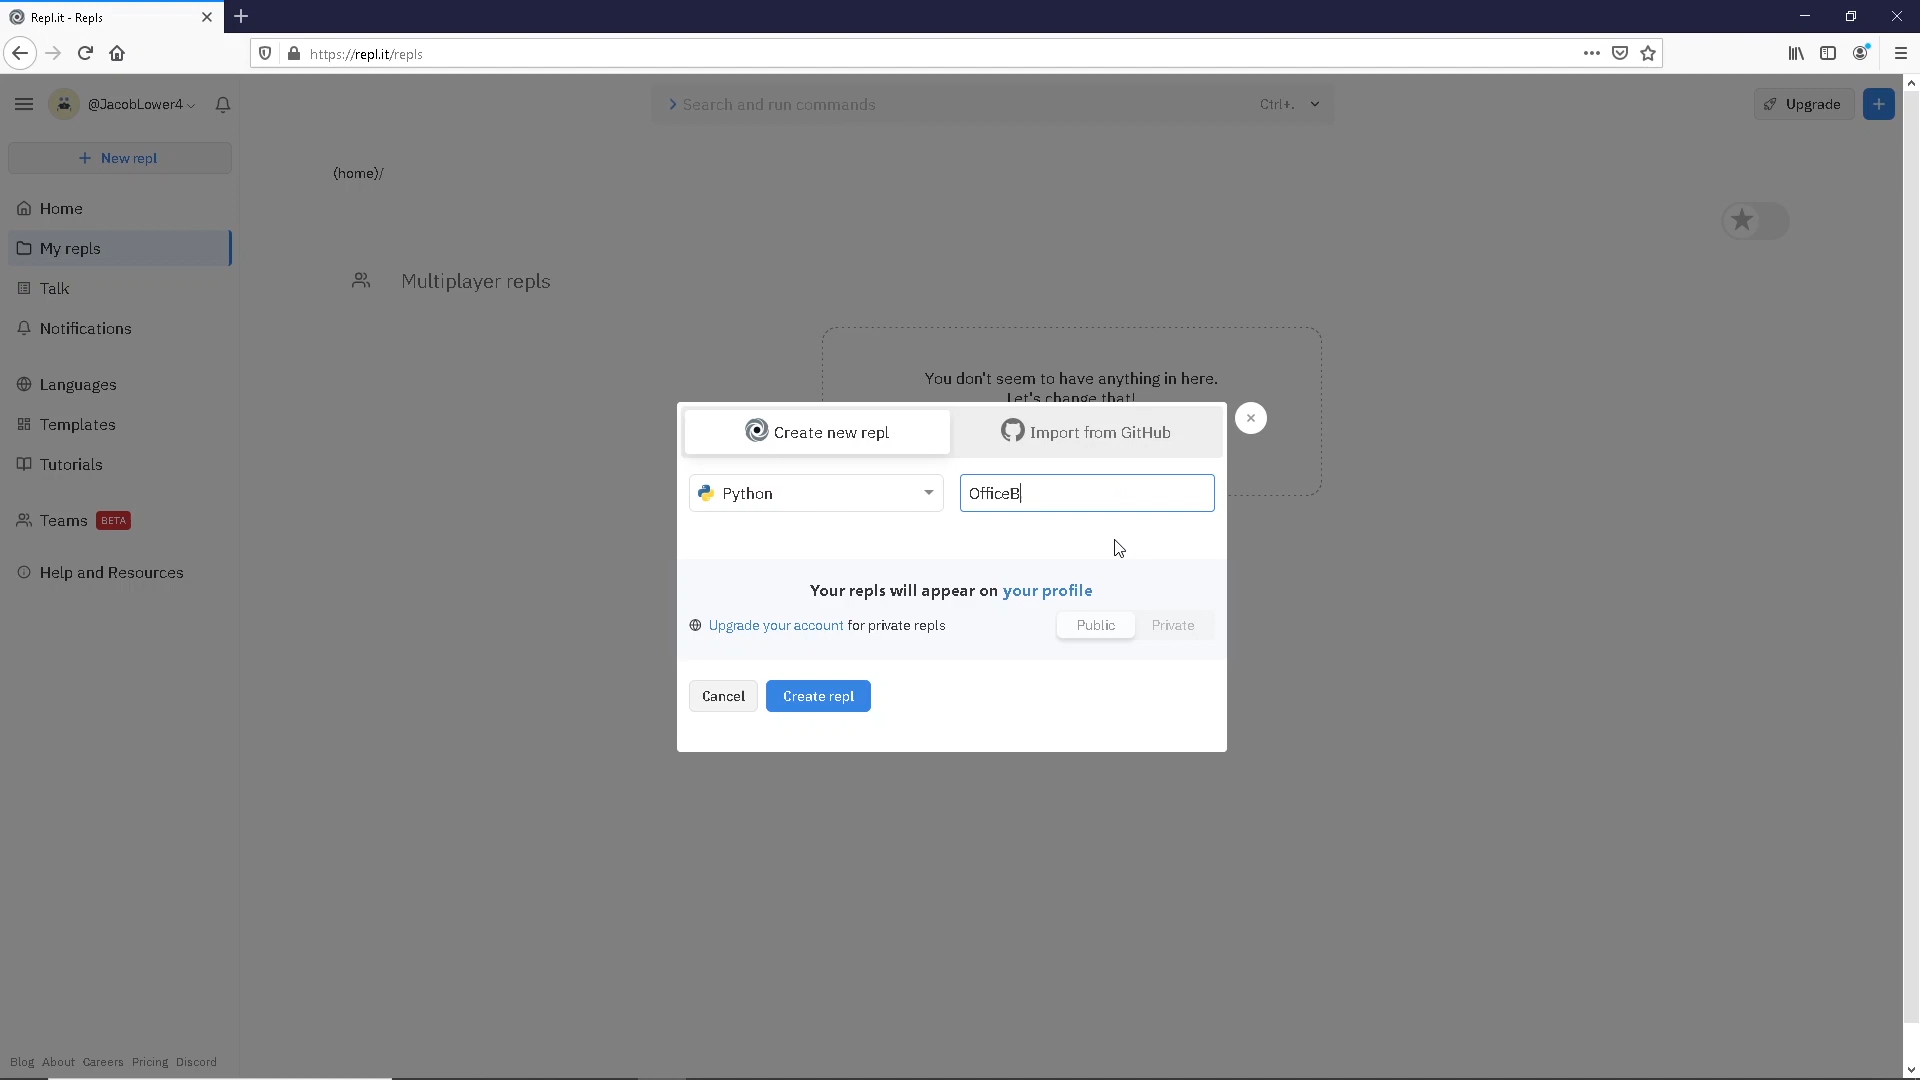 Repl.it - Repls
https://repl.it/repls
@JacobLower4
Search and run commands
Ctrl+.
Upgrade
+ New repl
(home)/
Home
My repls
Talk
Multiplayer repls
Notifications
You don't seem to have anything in here.
Let's change that!
Languages
Templates
Tutorials
Teams BETA
Help and Resources
Create new repl
Import from GitHub
Python
OfficeB
Your repls will appear on your profile
Upgrade your account for private repls
Public
Private
Cancel
Create repl
Blog About Careers Pricing Discord